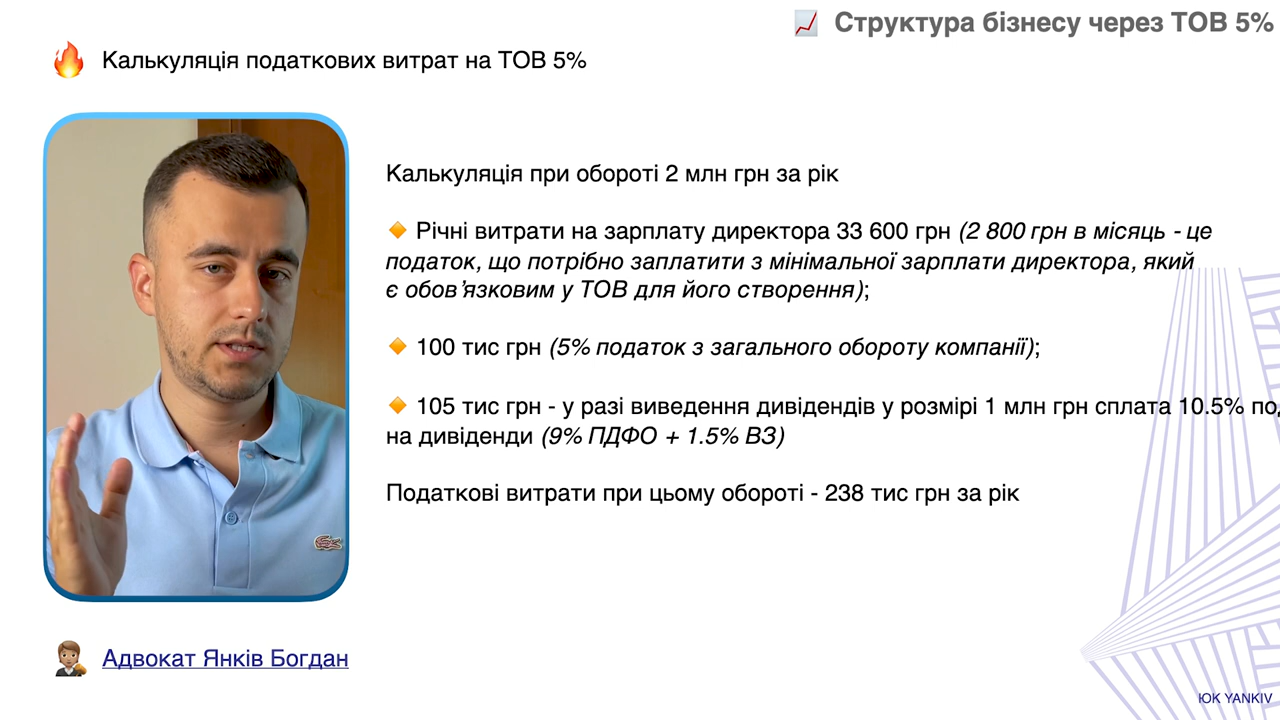 📈 Структура бізнесу через ТОВ 5%
🔥 Калькуляція податкових витрат на ТОВ 5%
Калькуляція при обороті 2 млн грн за рік
🔸 Річні витрати на зарплату директора 33 600 грн (2 800 грн в місяць - це
податок, що потрібно заплатити з мінімальної зарплати директора, який
є обов’язковим у ТОВ для його створення);
🔸 100 тис грн (5% податок з загального обороту компанії);
🔸 105 тис грн - у разі виведення дивідендів у розмірі 1 млн грн сплата 10.5%
на дивіденди (9% ПДФО + 1.5% ВЗ)
Податкові витрати при цьому обороті - 238 тис грн за рік
Адвокат Янків Богдан
ЮК YANKIV